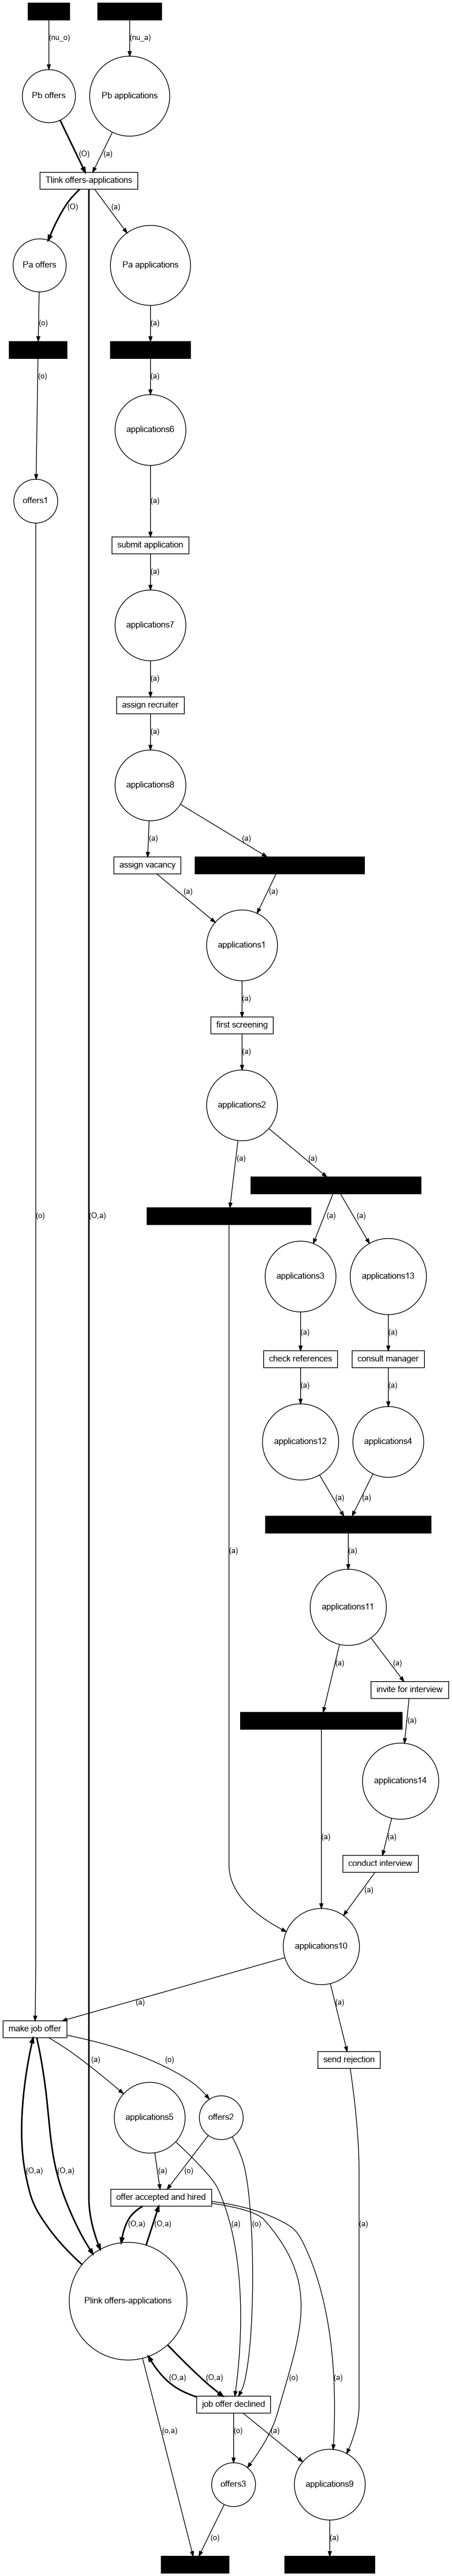 (nu_o)
(nu_a)
Pb offers
Pb applications
(O)
(a)
Tlink offers-applications
(O)
(a)
Pa offers
Pa applications
(o)
(a)
(o)
(a)
applications6
offers1
(a)
submit application
(a)
applications7
(a)
assign recruiter
(a)
applications8
(a)
(a)
assign vacancy
(a)
(a)
applications1
(a)
first screening
(a)
applications2
(a)
(a)
(o)
(O,a)
(a)
(a)
applications3
applications13
(a)
(a)
check references
consult manager
(a)
(a)
applications12
applications4
(a)
(a)
(a)
(a)
applications11
(a)
(a)
invite for interview
(a)
applications14
(a)
(a)
conduct interview
(a)
applications10
(a)
(a)
make job offer
send rejection
(a)
(o)
applications5
offers2
(O,a)
(O,a)
(a)
(o)
offer accepted and hired
(O,a)
(O,a)
(a)
(o)
(a)
Plink offers-applications
(O,a)
(O,a)
(o)
(a)
job offer declined
(o,a)
(o)
(a)
offers3
applications9
(o)
(a)